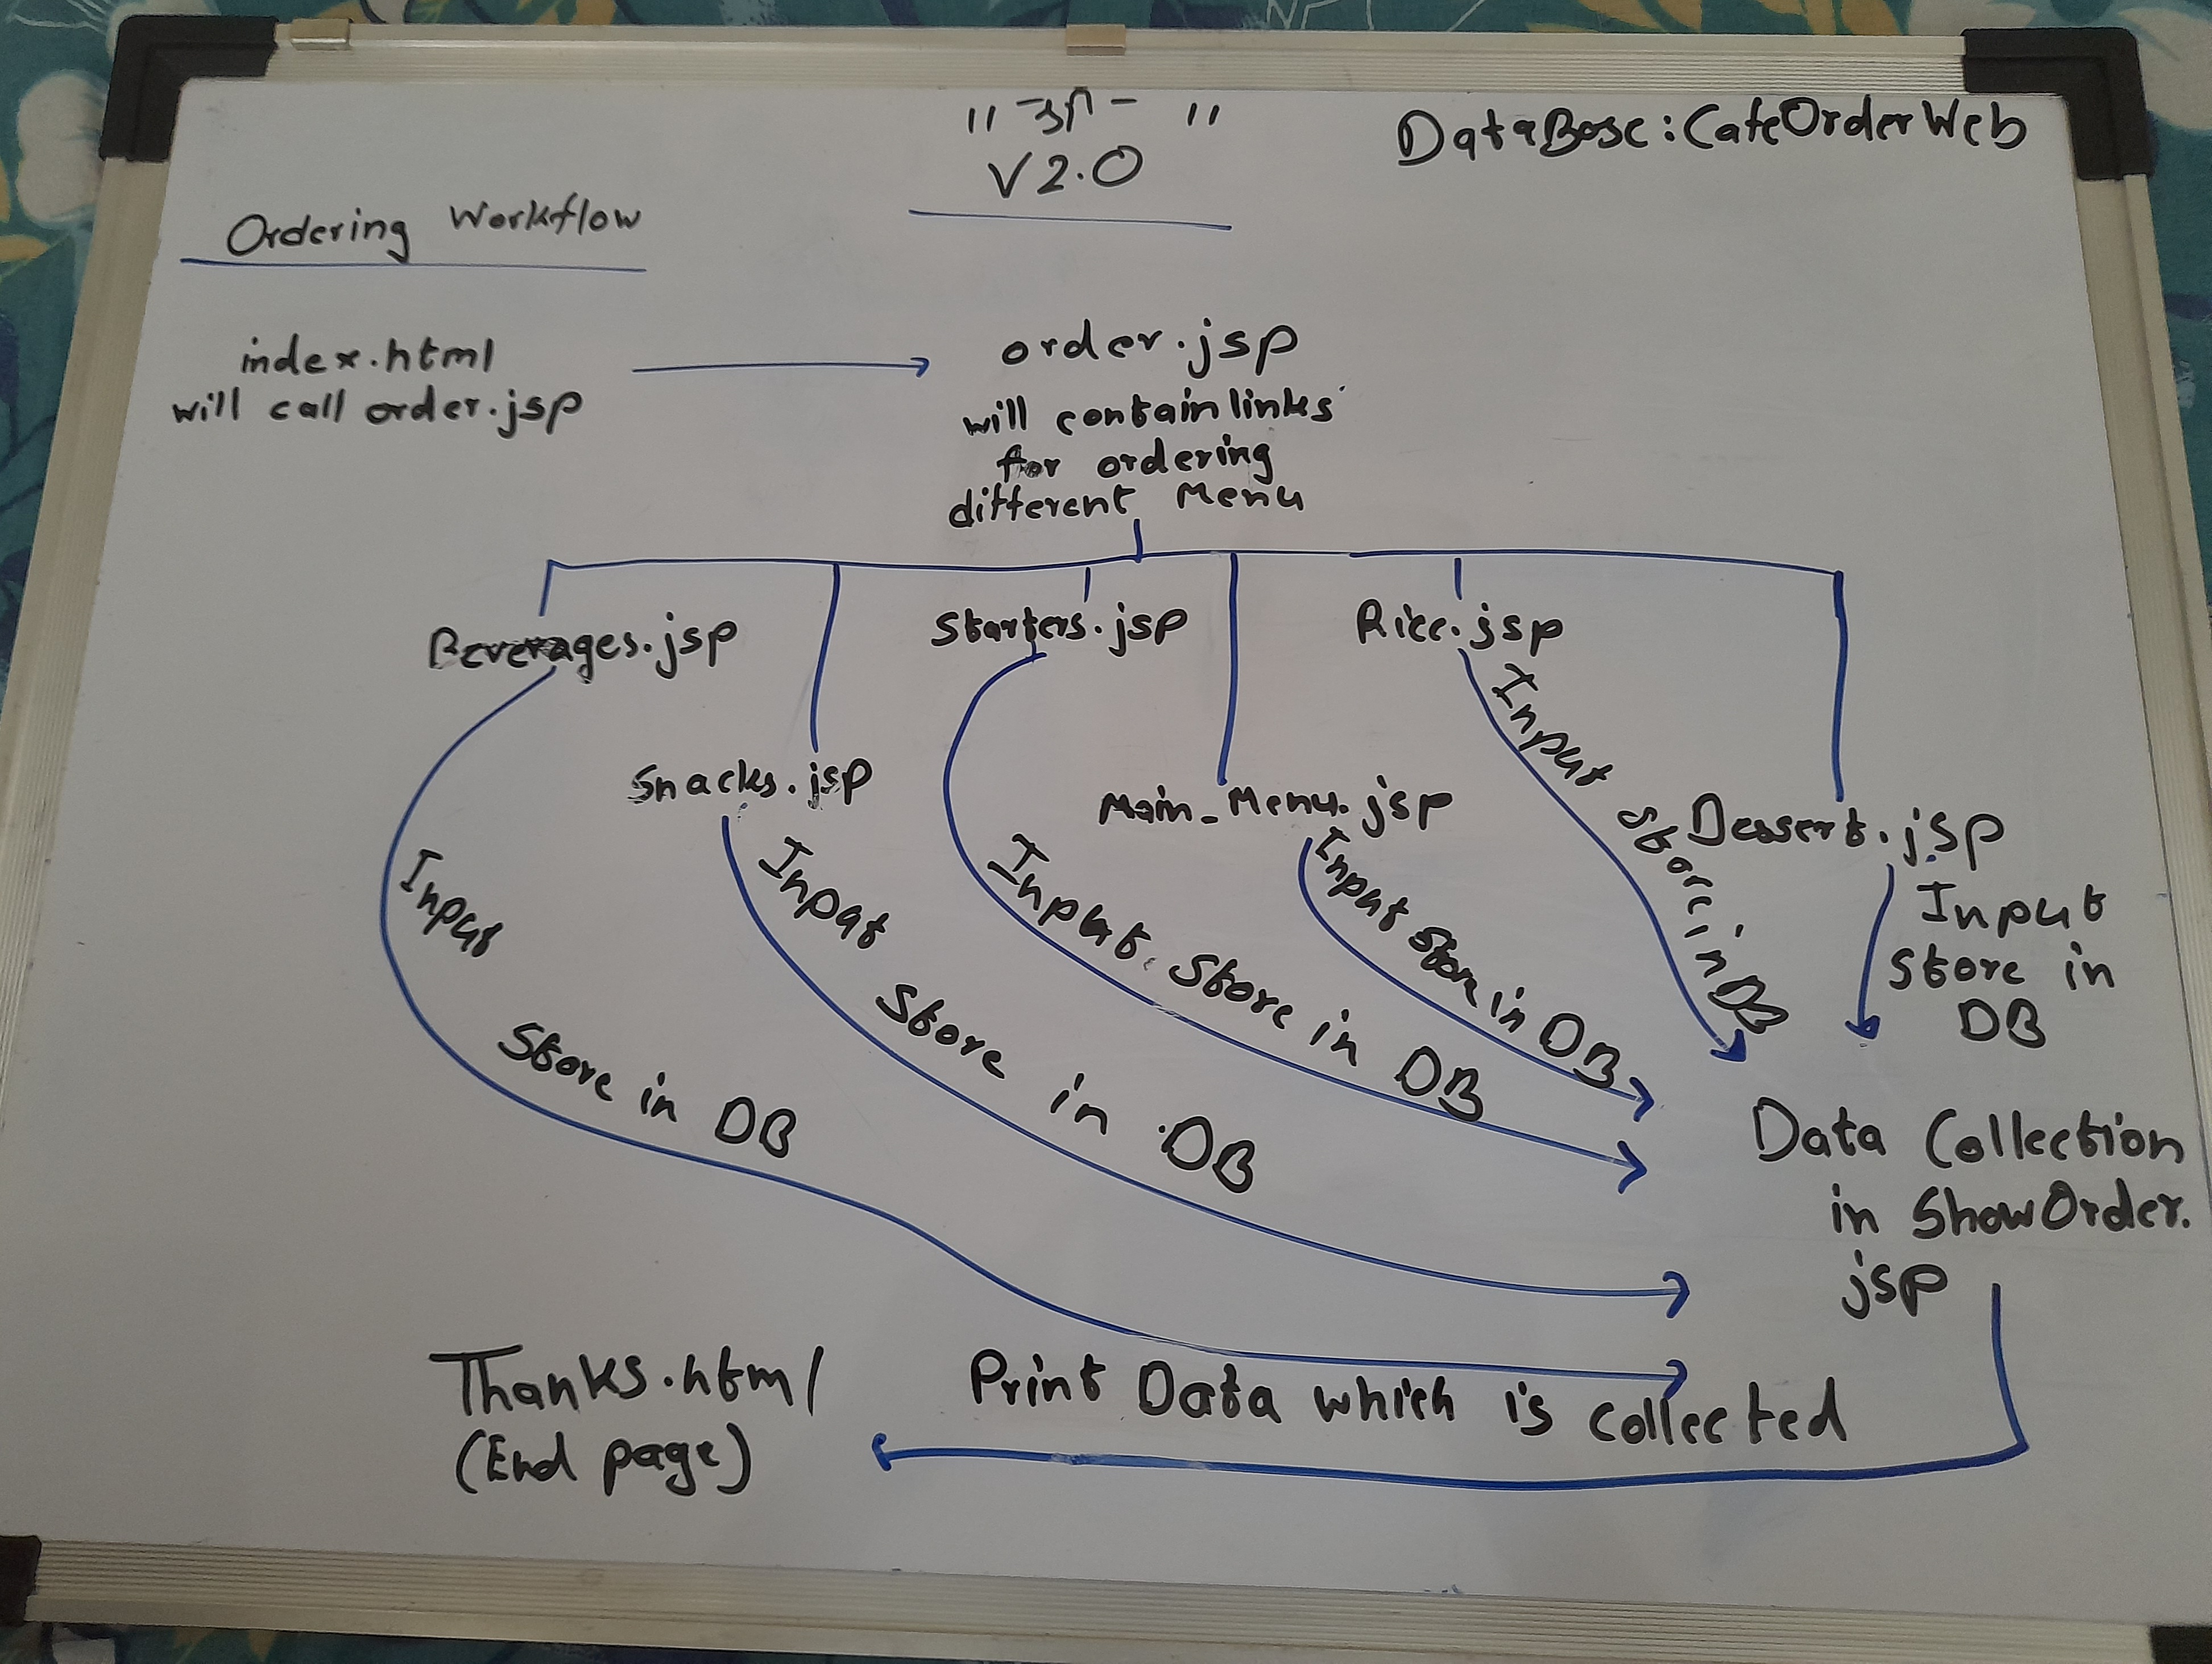 V2.0
DataBase:CafeOrderWeb
Ordering Workflow
index.html
will call order.jsp
order.jsp
will contain links
for ordering
different Menu
Beverages.jsp
Snacks.jsp
Starters.jsp
Main_Menu.jsp
Rice.jsp
Dessert.jsp
Input Store in DB
Input Store in DB
Input Store in DB
Input Store in DB
Input Store in DB
Input
Store in
DB
Data Collection
in ShowOrder.
jsp
Print Data which is collected
Thanks.html
(End page)